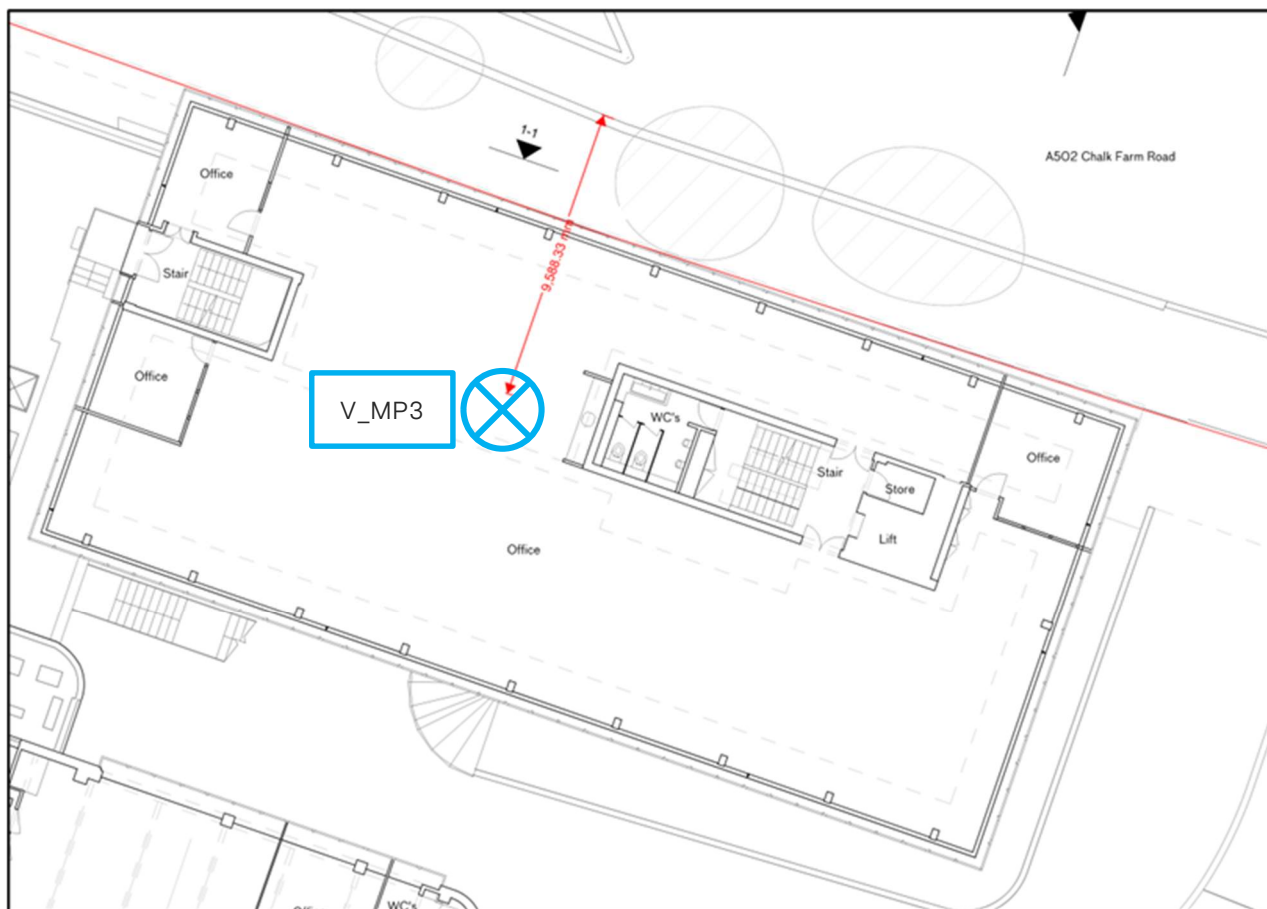 1-1
A502 Chalk Farm Road
Office
9,588.33 mm
Stair
Office
V_MP3
WC's
Stair
Office
Store
Lift
Office
Office
WC's